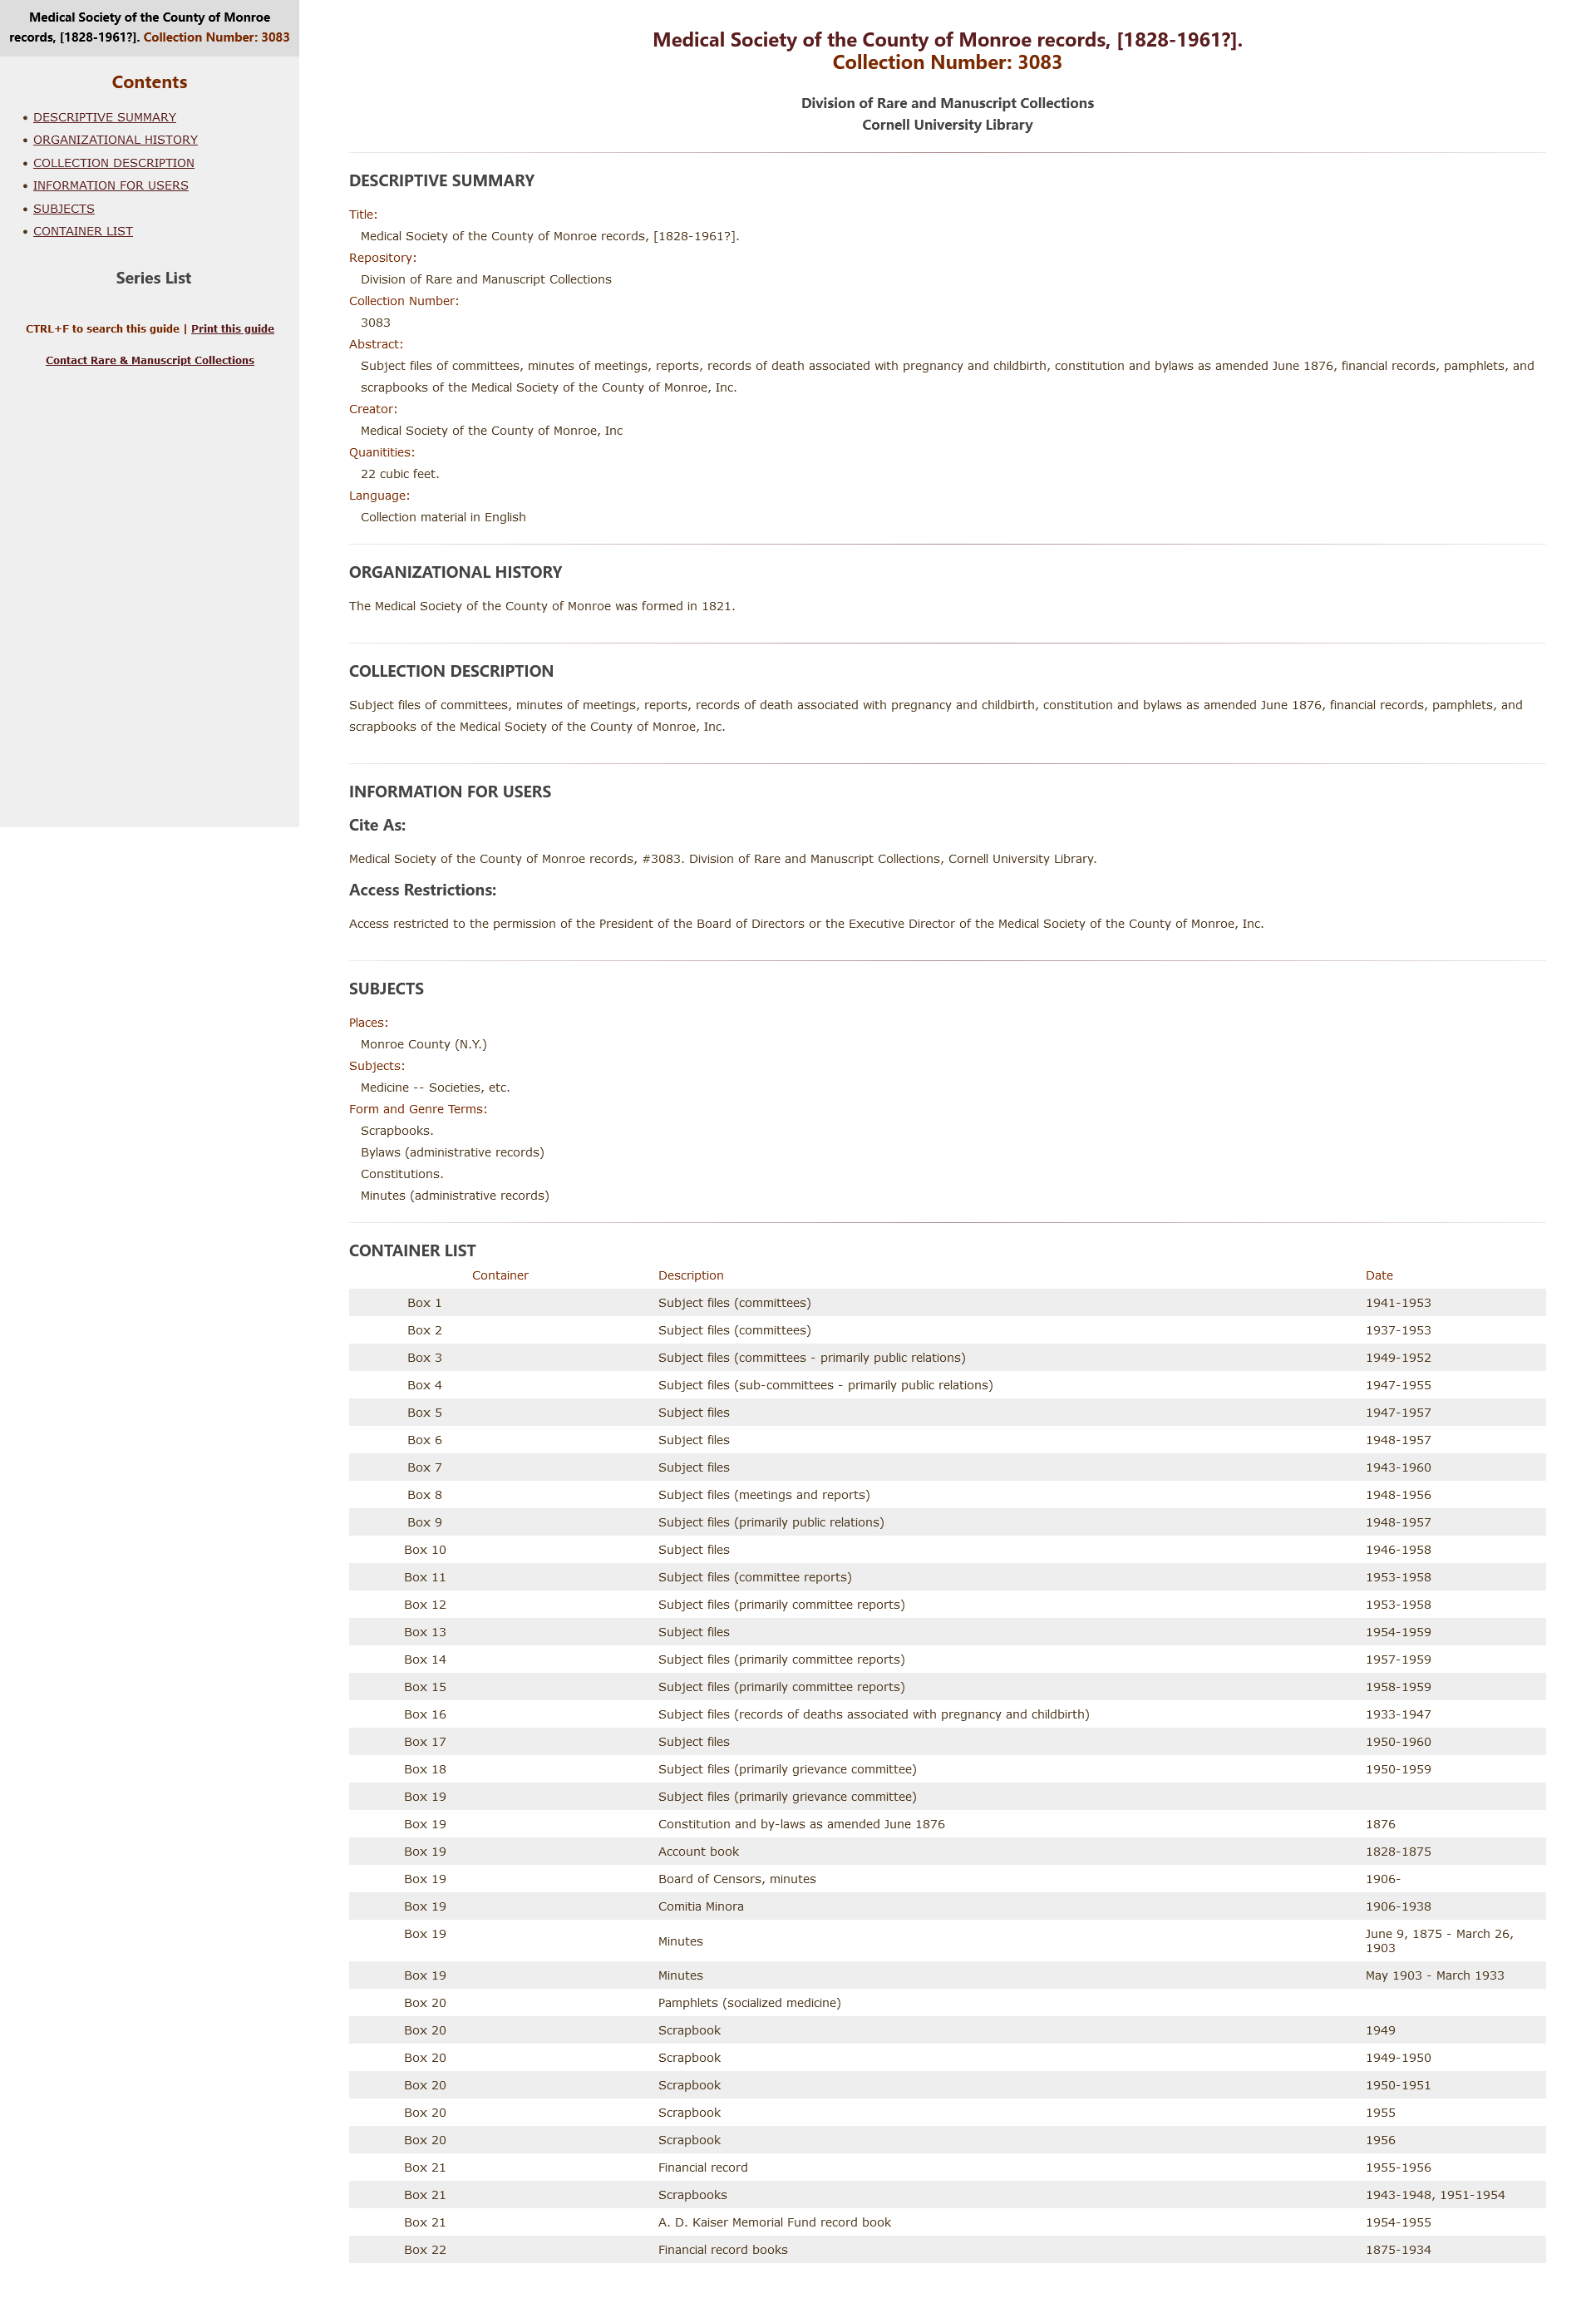 Medical Society of the County of Monroe
records, [1828-1961?]. Collection Number: 3083
Contents
• DESCRIPTIVE SUMMARY
• ORGANIZATIONAL HISTORY
• COLLECTION DESCRIPTION
• INFORMATION FOR USERS
• SUBJECTS
• CONTAINER LIST
Series List
CTRL+F to search this guide | Print this guide
Contact Rare & Manuscript Collections
Medical Society of the County of Monroe records, [1828-1961?].
Collection Number: 3083
Division of Rare and Manuscript Collections
Cornell University Library
DESCRIPTIVE SUMMARY
Title:
Medical Society of the County of Monroe records, [1828-1961?].
Repository:
Division of Rare and Manuscript Collections
Collection Number:
3083
Abstract:
Subject files of committees, minutes of meetings, reports, records of death associated with pregnancy and childbirth, constitution and bylaws as amended June 1876, financial records, pamphlets, and
scrapbooks of the Medical Society of the County of Monroe, Inc.
Creator:
Medical Society of the County of Monroe, Inc
Quanitities:
22 cubic feet.
Language:
Collection material in English
ORGANIZATIONAL HISTORY
The Medical Society of the County of Monroe was formed in 1821.
COLLECTION DESCRIPTION
Subject files of committees, minutes of meetings, reports, records of death associated with pregnancy and childbirth, constitution and bylaws as amended June 1876, financial records, pamphlets, and
scrapbooks of the Medical Society of the County of Monroe, Inc.
INFORMATION FOR USERS
Cite As:
Medical Society of the County of Monroe records, #3083. Division of Rare and Manuscript Collections, Cornell University Library.
Access Restrictions:
Access restricted to the permission of the President of the Board of Directors or the Executive Director of the Medical Society of the County of Monroe, Inc.
SUBJECTS
Places:
Monroe County (N.Y.)
Subjects:
Medicine -- Societies, etc.
Form and Genre Terms:
Scrapbooks.
Bylaws (administrative records)
Constitutions.
Minutes (administrative records)
CONTAINER LIST
Container Description Date
Box 1 Subject files (committees) 1941-1953
Box 2 Subject files (committees) 1937-1953
Box 3 Subject files (committees - primarily public relations) 1949-1952
Box 4 Subject files (sub-committees - primarily public relations) 1947-1955
Box 5 Subject files 1947-1957
Box 6 Subject files 1948-1957
Box 7 Subject files 1943-1960
Box 8 Subject files (meetings and reports) 1948-1956
Box 9 Subject files (primarily public relations) 1948-1957
Box 10 Subject files 1946-1958
Box 11 Subject files (committee reports) 1953-1958
Box 12 Subject files (primarily committee reports) 1953-1958
Box 13 Subject files 1954-1959
Box 14 Subject files (primarily committee reports) 1957-1959
Box 15 Subject files (primarily committee reports) 1958-1959
Box 16 Subject files (records of deaths associated with pregnancy and childbirth) 1933-1947
Box 17 Subject files 1950-1960
Box 18 Subject files (primarily grievance committee) 1950-1959
Box 19 Subject files (primarily grievance committee)
Box 19 Constitution and by-laws as amended June 1876 1876
Box 19 Account book 1828-1875
Box 19 Board of Censors, minutes 1906-
Box 19 Comitia Minora 1906-1938
Box 19 Minutes June 9, 1875 - March 26,
1903
Box 19 Minutes May 1903 - March 1933
Box 20 Pamphlets (socialized medicine)
Box 20 Scrapbook 1949
Box 20 Scrapbook 1949-1950
Box 20 Scrapbook 1950-1951
Box 20 Scrapbook 1955
Box 20 Scrapbook 1956
Box 21 Financial record 1955-1956
Box 21 Scrapbooks 1943-1948, 1951-1954
Box 21 A. D. Kaiser Memorial Fund record book 1954-1955
Box 22 Financial record books 1875-1934